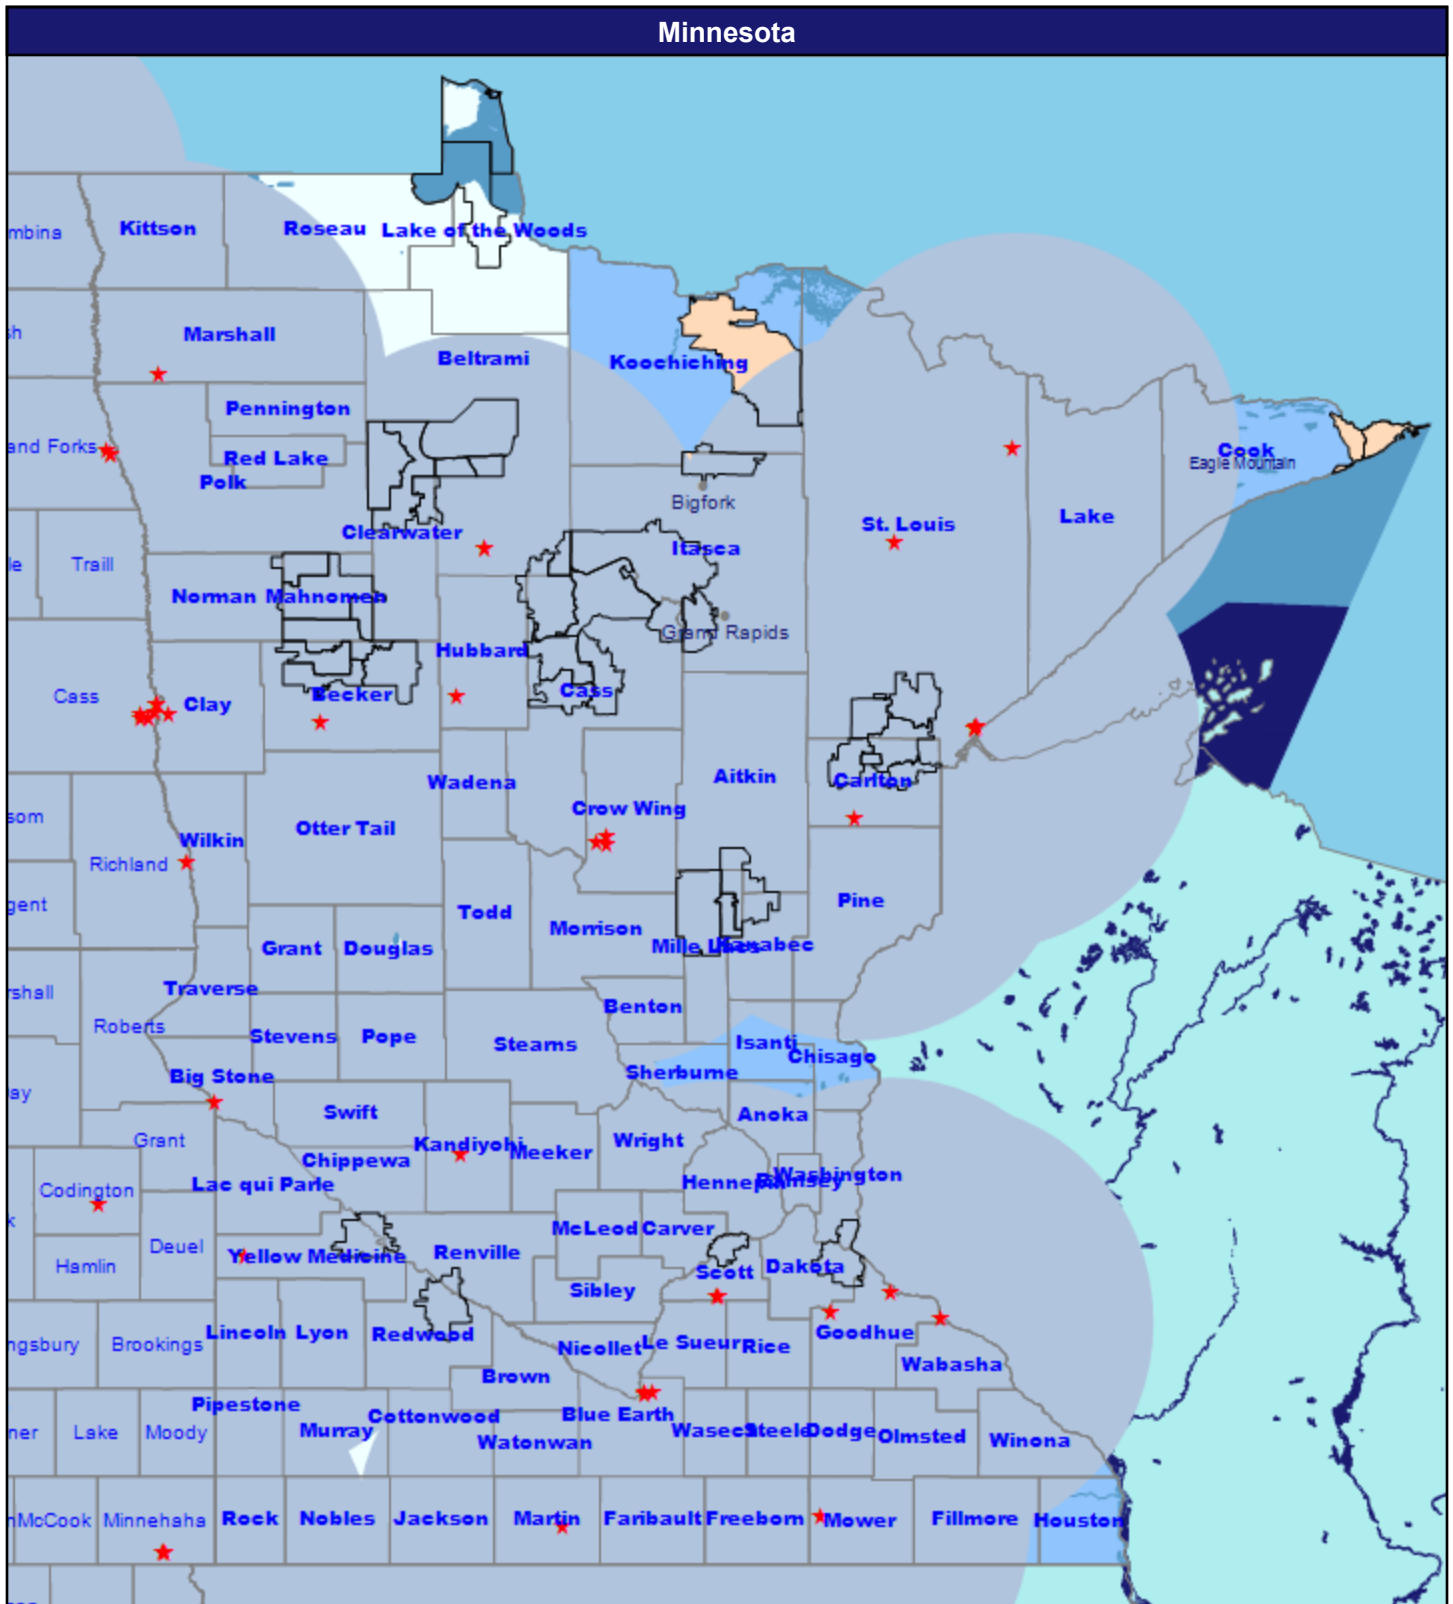 Minnesota
mbina
Kittson
Roseau
Lake of the Woods
sh
Marshall
Beltrami
Koochiching
Pennington
and Forks
Red Lake
Polk
Cook
Eagle Mountain
Bigfork
Clearwater
St. Louis
Lake
Itasca
le
Traill
Norman
Mahnomen
Grand Rapids
Hubbard
Cass
Clay
Becker
Cass
Wadena
Aitkin
Carlton
som
Crow Wing
Otter Tail
Wilkin
Richland
Pine
gent
Todd
Morrison
Grant
Douglas
Mille Lacs
Kanabec
rshall
Traverse
Benton
Roberts
Stevens
Pope
Stearns
Isanti
Chisago
Big Stone
Sherburne
ay
Swift
Anoka
Grant
Kandiyohi
Meeker
Wright
Chippewa
Washington
Lac qui Parle
Hennepin
Ramsey
Codington
McLeod
Carver
Deuel
Yellow Medicine
Renville
Hamlin
Scott
Dakota
Sibley
Lincoln
Lyon
Redwood
Goodhue
ngsbury
Brookings
Nicollet
Le Sueur
Rice
Wabasha
Brown
Pipestone
Cottonwood
Blue Earth
ner
Lake
Moody
Murray
Watonwan
Waseca
Steele
Dodge
Olmsted
Winona
McCook
Minnehaha
Rock
Nobles
Jackson
Martin
Faribault
Freeborn
Mower
Fillmore
Houston